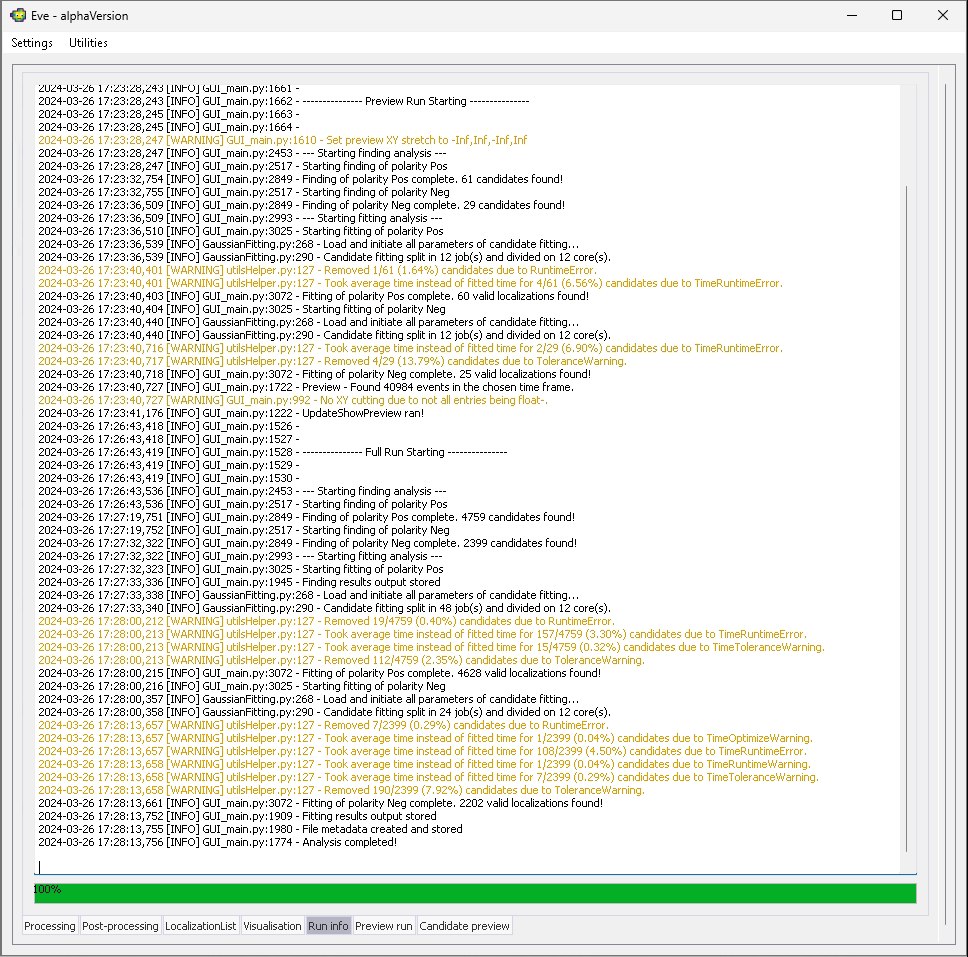 Eve - alphaVersion
Settings Utilities
2024-03-26 17:23:28,243 [INFO] GUI_main.py:1661 -
2024-03-26 17:23:28,243 [INFO] GUI_main.py:1662 - --------------- Preview Run Starting ---------------
2024-03-26 17:23:28,245 [INFO] GUI_main.py:1663 -
2024-03-26 17:23:28,245 [INFO] GUI_main.py:1664 -
2024-03-26 17:23:28,247 [WARNING] GUI_main.py:1610 - Set preview XY stretch to -Inf,Inf,-Inf,Inf
2024-03-26 17:23:28,247 [INFO] GUI_main.py:2453 - --- Starting finding analysis ---
2024-03-26 17:23:28,247 [INFO] GUI_main.py:2517 - Starting finding of polarity Pos
2024-03-26 17:23:32,754 [INFO] GUI_main.py:2849 - Finding of polarity Pos complete. 61 candidates found!
2024-03-26 17:23:32,755 [INFO] GUI_main.py:2517 - Starting finding of polarity Neg
2024-03-26 17:23:36,509 [INFO] GUI_main.py:2849 - Finding of polarity Neg complete. 29 candidates found!
2024-03-26 17:23:36,509 [INFO] GUI_main.py:2993 - --- Starting fitting analysis ---
2024-03-26 17:23:36,510 [INFO] GUI_main.py:3025 - Starting fitting of polarity Pos
2024-03-26 17:23:36,539 [INFO] GaussianFitting.py:268 - Load and initiate all parameters of candidate fitting...
2024-03-26 17:23:36,539 [INFO] GaussianFitting.py:290 - Candidate fitting split in 12 job(s) and divided on 12 core(s).
2024-03-26 17:23:40,401 [WARNING] utilsHelper.py:127 - Removed 1/61 (1.64%) candidates due to RuntimeError.
2024-03-26 17:23:40,401 [WARNING] utilsHelper.py:127 - Took average time instead of fitted time for 4/61 (6.56%) candidates due to TimeRuntimeError.
2024-03-26 17:23:40,403 [INFO] GUI_main.py:3072 - Fitting of polarity Pos complete. 60 valid localizations found!
2024-03-26 17:23:40,404 [INFO] GUI_main.py:3025 - Starting fitting of polarity Neg
2024-03-26 17:23:40,440 [INFO] GaussianFitting.py:268 - Load and initiate all parameters of candidate fitting...
2024-03-26 17:23:40,440 [INFO] GaussianFitting.py:290 - Candidate fitting split in 12 job(s) and divided on 12 core(s).
2024-03-26 17:23:40,716 [WARNING] utilsHelper.py:127 - Took average time instead of fitted time for 2/29 (6.90%) candidates due to TimeRuntimeError.
2024-03-26 17:23:40,717 [WARNING] utilsHelper.py:127 - Removed 4/29 (13.79%) candidates due to ToleranceWarning.
2024-03-26 17:23:40,718 [INFO] GUI_main.py:3072 - Fitting of polarity Neg complete. 25 valid localizations found!
2024-03-26 17:23:40,727 [INFO] GUI_main.py:1722 - Preview - Found 40984 events in the chosen time frame.
2024-03-26 17:23:40,727 [WARNING] GUI_main.py:992 - No XY cutting due to not all entries being float-.
2024-03-26 17:23:41,176 [INFO] GUI_main.py:1222 - UpdateShowPreview ran!
2024-03-26 17:26:43,418 [INFO] GUI_main.py:1526 -
2024-03-26 17:26:43,418 [INFO] GUI_main.py:1527 -
2024-03-26 17:26:43,419 [INFO] GUI_main.py:1528 - --------------- Full Run Starting ---------------
2024-03-26 17:26:43,419 [INFO] GUI_main.py:1529 -
2024-03-26 17:26:43,419 [INFO] GUI_main.py:1530 -
2024-03-26 17:26:43,536 [INFO] GUI_main.py:2453 - --- Starting finding analysis ---
2024-03-26 17:26:43,536 [INFO] GUI_main.py:2517 - Starting finding of polarity Pos
2024-03-26 17:27:19,751 [INFO] GUI_main.py:2849 - Finding of polarity Pos complete. 4759 candidates found!
2024-03-26 17:27:19,752 [INFO] GUI_main.py:2517 - Starting finding of polarity Neg
2024-03-26 17:27:32,322 [INFO] GUI_main.py:2849 - Finding of polarity Neg complete. 2399 candidates found!
2024-03-26 17:27:32,322 [INFO] GUI_main.py:2993 - --- Starting fitting analysis ---
2024-03-26 17:27:32,323 [INFO] GUI_main.py:3025 - Starting fitting of polarity Pos
2024-03-26 17:27:33,336 [INFO] GUI_main.py:1945 - Finding results output stored
2024-03-26 17:27:33,338 [INFO] GaussianFitting.py:268 - Load and initiate all parameters of candidate fitting...
2024-03-26 17:27:33,340 [INFO] GaussianFitting.py:290 - Candidate fitting split in 48 job(s) and divided on 12 core(s).
2024-03-26 17:28:00,212 [WARNING] utilsHelper.py:127 - Removed 19/4759 (0.40%) candidates due to RuntimeError.
2024-03-26 17:28:00,213 [WARNING] utilsHelper.py:127 - Took average time instead of fitted time for 157/4759 (3.30%) candidates due to TimeRuntimeError.
2024-03-26 17:28:00,213 [WARNING] utilsHelper.py:127 - Took average time instead of fitted time for 15/4759 (0.32%) candidates due to TimeToleranceWarning.
2024-03-26 17:28:00,213 [WARNING] utilsHelper.py:127 - Removed 112/4759 (2.35%) candidates due to ToleranceWarning.
2024-03-26 17:28:00,215 [INFO] GUI_main.py:3072 - Fitting of polarity Pos complete. 4628 valid localizations found!
2024-03-26 17:28:00,216 [INFO] GUI_main.py:3025 - Starting fitting of polarity Neg
2024-03-26 17:28:00,357 [INFO] GaussianFitting.py:268 - Load and initiate all parameters of candidate fitting...
2024-03-26 17:28:00,358 [INFO] GaussianFitting.py:290 - Candidate fitting split in 24 job(s) and divided on 12 core(s).
2024-03-26 17:28:13,657 [WARNING] utilsHelper.py:127 - Removed 7/2399 (0.29%) candidates due to RuntimeError.
2024-03-26 17:28:13,657 [WARNING] utilsHelper.py:127 - Took average time instead of fitted time for 1/2399 (0.04%) candidates due to TimeOptimizeWarning.
2024-03-26 17:28:13,657 [WARNING] utilsHelper.py:127 - Took average time instead of fitted time for 108/2399 (4.50%) candidates due to TimeRuntimeError.
2024-03-26 17:28:13,658 [WARNING] utilsHelper.py:127 - Took average time instead of fitted time for 1/2399 (0.04%) candidates due to TimeRuntimeWarning.
2024-03-26 17:28:13,658 [WARNING] utilsHelper.py:127 - Took average time instead of fitted time for 7/2399 (0.29%) candidates due to TimeToleranceWarning.
2024-03-26 17:28:13,658 [WARNING] utilsHelper.py:127 - Removed 190/2399 (7.92%) candidates due to ToleranceWarning.
2024-03-26 17:28:13,661 [INFO] GUI_main.py:3072 - Fitting of polarity Neg complete. 2202 valid localizations found!
2024-03-26 17:28:13,752 [INFO] GUI_main.py:1909 - Fitting results output stored
2024-03-26 17:28:13,755 [INFO] GUI_main.py:1980 - File metadata created and stored
2024-03-26 17:28:13,756 [INFO] GUI_main.py:1774 - Analysis completed!
100%
Processing Post-processing LocalizationList Visualisation Run info Preview run Candidate preview